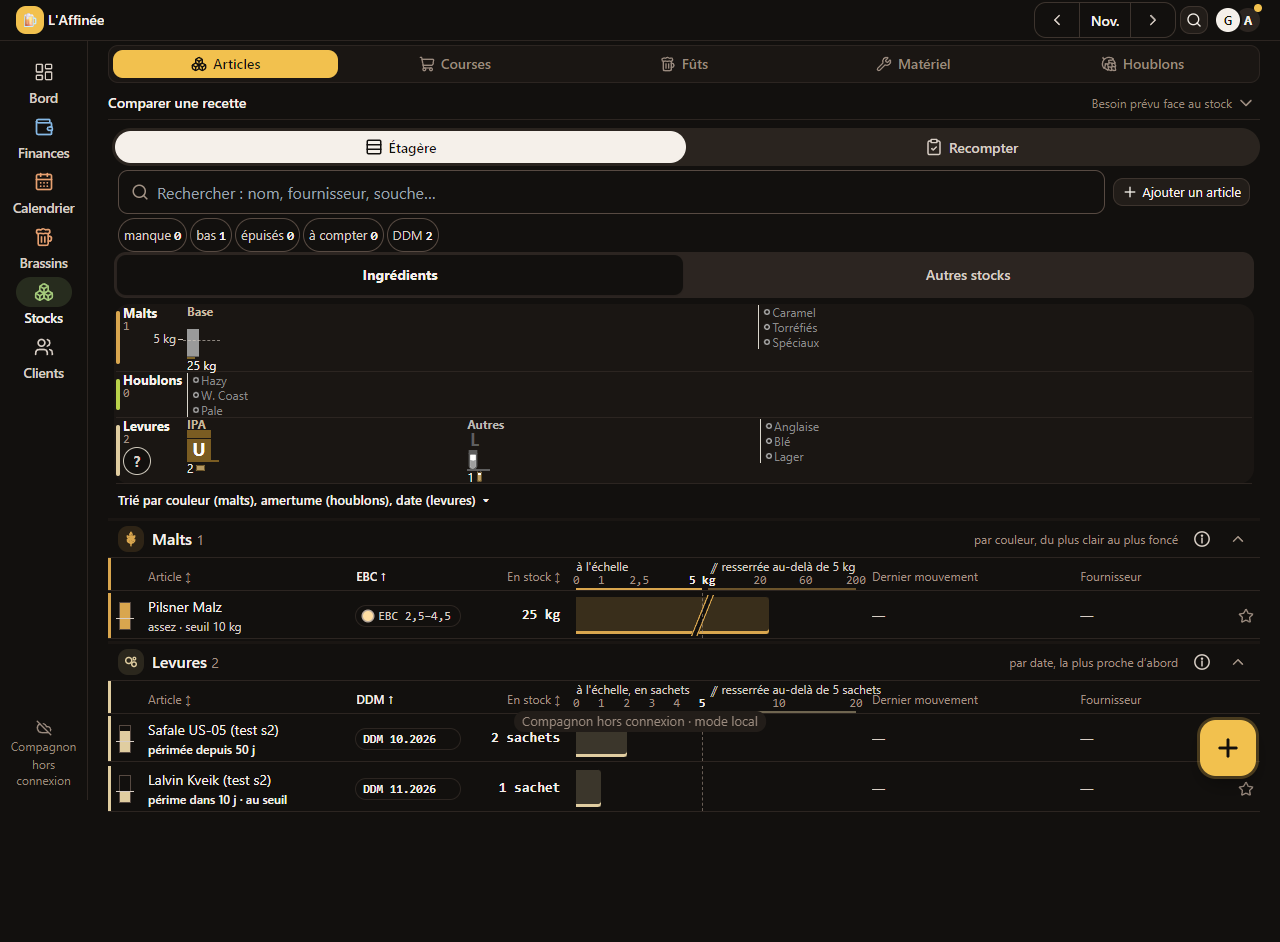 L'Affinée
Nov.
G A
Bord
Finances
Calendrier
Brassins
Stocks
Clients
Compagnon
hors
connexion
Articles Courses Fûts Matériel Houblons
Comparer une recette Besoin prévu face au stock
Étagère Recompter
Rechercher : nom, fournisseur, souche... Ajouter un article
manque 0 bas 1 épuisés 0 à compter 0 DDM 2
Ingrédients Autres stocks
Malts Base
1
5 kg
25 kg
Caramel
Torréfiés
Spéciaux
Houblons
0
Hazy
W. Coast
Pale
Levures IPA Autres
2
? U L
2 1
Anglaise
Blé
Lager
Trié par couleur (malts), amertume (houblons), date (levures)
Malts 1 par couleur, du plus clair au plus foncé
à l'échelle // resserrée au-delà de 5 kg
Article ↕ EBC ↑ En stock ↕ 0 1 2,5 5 kg 20 60 200 Dernier mouvement Fournisseur
Pilsner Malz EBC 2,5–4,5 25 kg — —
assez · seuil 10 kg
Levures 2 par date, la plus proche d'abord
à l'échelle, en sachets // resserrée au-delà de 5 sachets
Article ↕ DDM ↑ En stock ↕ 0 1 2 3 4 5 10 20 Dernier mouvement Fournisseur
Compagnon hors connexion · mode local
Safale US-05 (test s2) DDM 10.2026 2 sachets — —
périmée depuis 50 j
Lalvin Kveik (test s2) DDM 11.2026 1 sachet — —
périme dans 10 j · au seuil